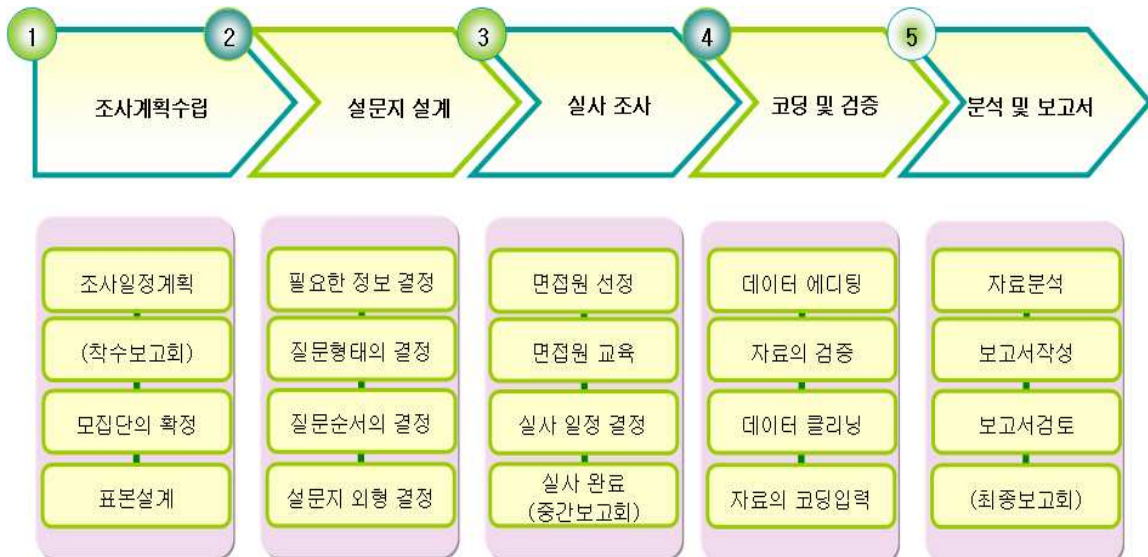 1
조사계획수립
2
설문지 설계
3
실사 조사
4
코딩 및 검증
5
분석 및 보고서
조사일정계획
(착수보고회)
모집단의 확정
표본설계
필요한 정보 결정
질문형태의 결정
질문순서의 결정
설문지 외형 결정
면접원 선정
면접원 교육
실사 일정 결정
실사 완료
(중간보고회)
데이터 에디팅
자료의 검증
데이터 클리닝
자료의 코딩입력
자료분석
보고서작성
보고서검토
(최종보고회)